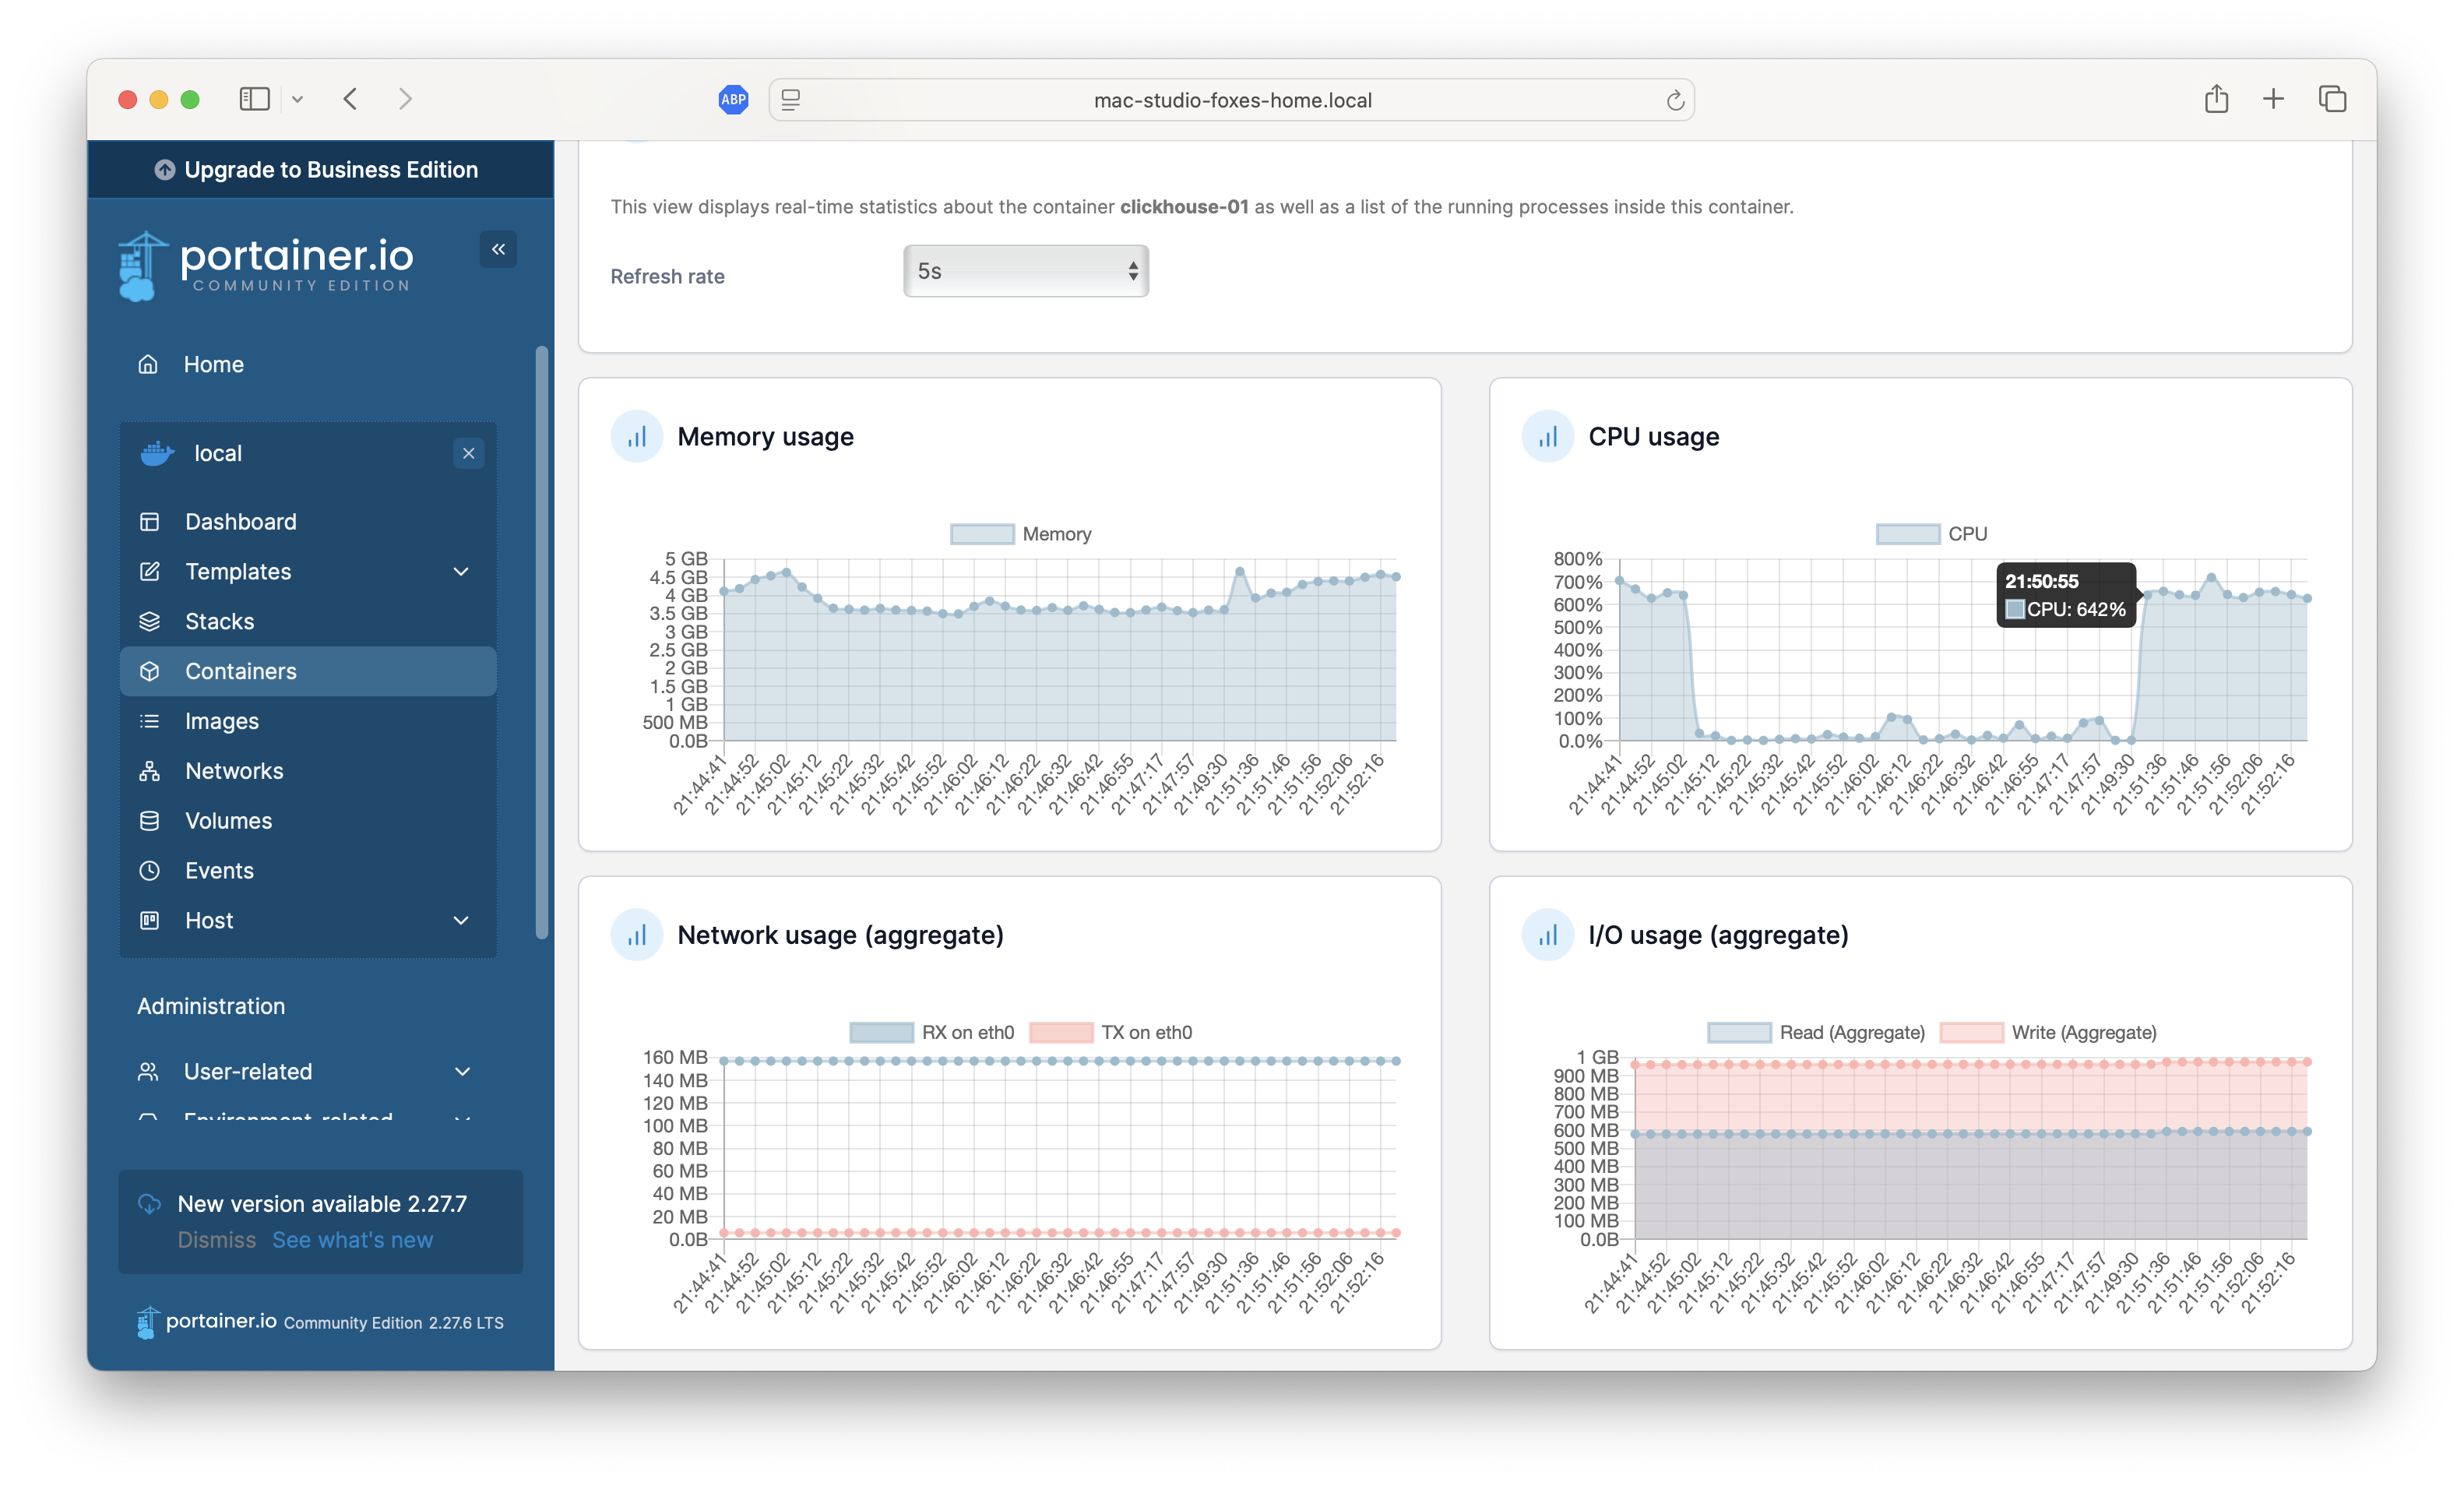 ABP
mac-studio-foxes-home.local
Upgrade to Business Edition
portainer.io
COMMUNITY EDITION
Home
local
Dashboard
Templates
Stacks
Containers
Images
Networks
Volumes
Events
Host
Administration
User-related
Environment-related
New version available 2.27.7
Dismiss See what's new
portainer.io Community Edition 2.27.6 LTS
This view displays real-time statistics about the container clickhouse-01 as well as a list of the running processes inside this container.
Refresh rate 5s
Memory usage
Memory
5 GB
4.5 GB
4 GB
3.5 GB
3 GB
2.5 GB
2 GB
1.5 GB
1 GB
500 MB
0.0B
21:44:41 21:44:52 21:45:02 21:45:12 21:45:22 21:45:32 21:45:42 21:45:52 21:46:02 21:46:12 21:46:22 21:46:32 21:46:42 21:46:55 21:47:17 21:47:57 21:49:30 21:51:36 21:51:46 21:51:56 21:52:06 21:52:16
CPU usage
CPU
800%
700%
600%
500%
400%
300%
200%
100%
0.0%
21:50:55
CPU: 642%
21:44:41 21:44:52 21:45:02 21:45:12 21:45:22 21:45:32 21:45:42 21:45:52 21:46:02 21:46:12 21:46:22 21:46:32 21:46:42 21:46:55 21:47:17 21:47:57 21:49:30 21:51:36 21:51:46 21:51:56 21:52:06 21:52:16
Network usage (aggregate)
RX on eth0 TX on eth0
160 MB
140 MB
120 MB
100 MB
80 MB
60 MB
40 MB
20 MB
0.0B
21:44:41 21:44:52 21:45:02 21:45:12 21:45:22 21:45:32 21:45:42 21:45:52 21:46:02 21:46:12 21:46:22 21:46:32 21:46:42 21:46:55 21:47:17 21:47:57 21:49:30 21:51:36 21:51:46 21:51:56 21:52:06 21:52:16
I/O usage (aggregate)
Read (Aggregate) Write (Aggregate)
1 GB
900 MB
800 MB
700 MB
600 MB
500 MB
400 MB
300 MB
200 MB
100 MB
0.0B
21:44:41 21:44:52 21:45:02 21:45:12 21:45:22 21:45:32 21:45:42 21:45:52 21:46:02 21:46:12 21:46:22 21:46:32 21:46:42 21:46:55 21:47:17 21:47:57 21:49:30 21:51:36 21:51:46 21:51:56 21:52:06 21:52:16